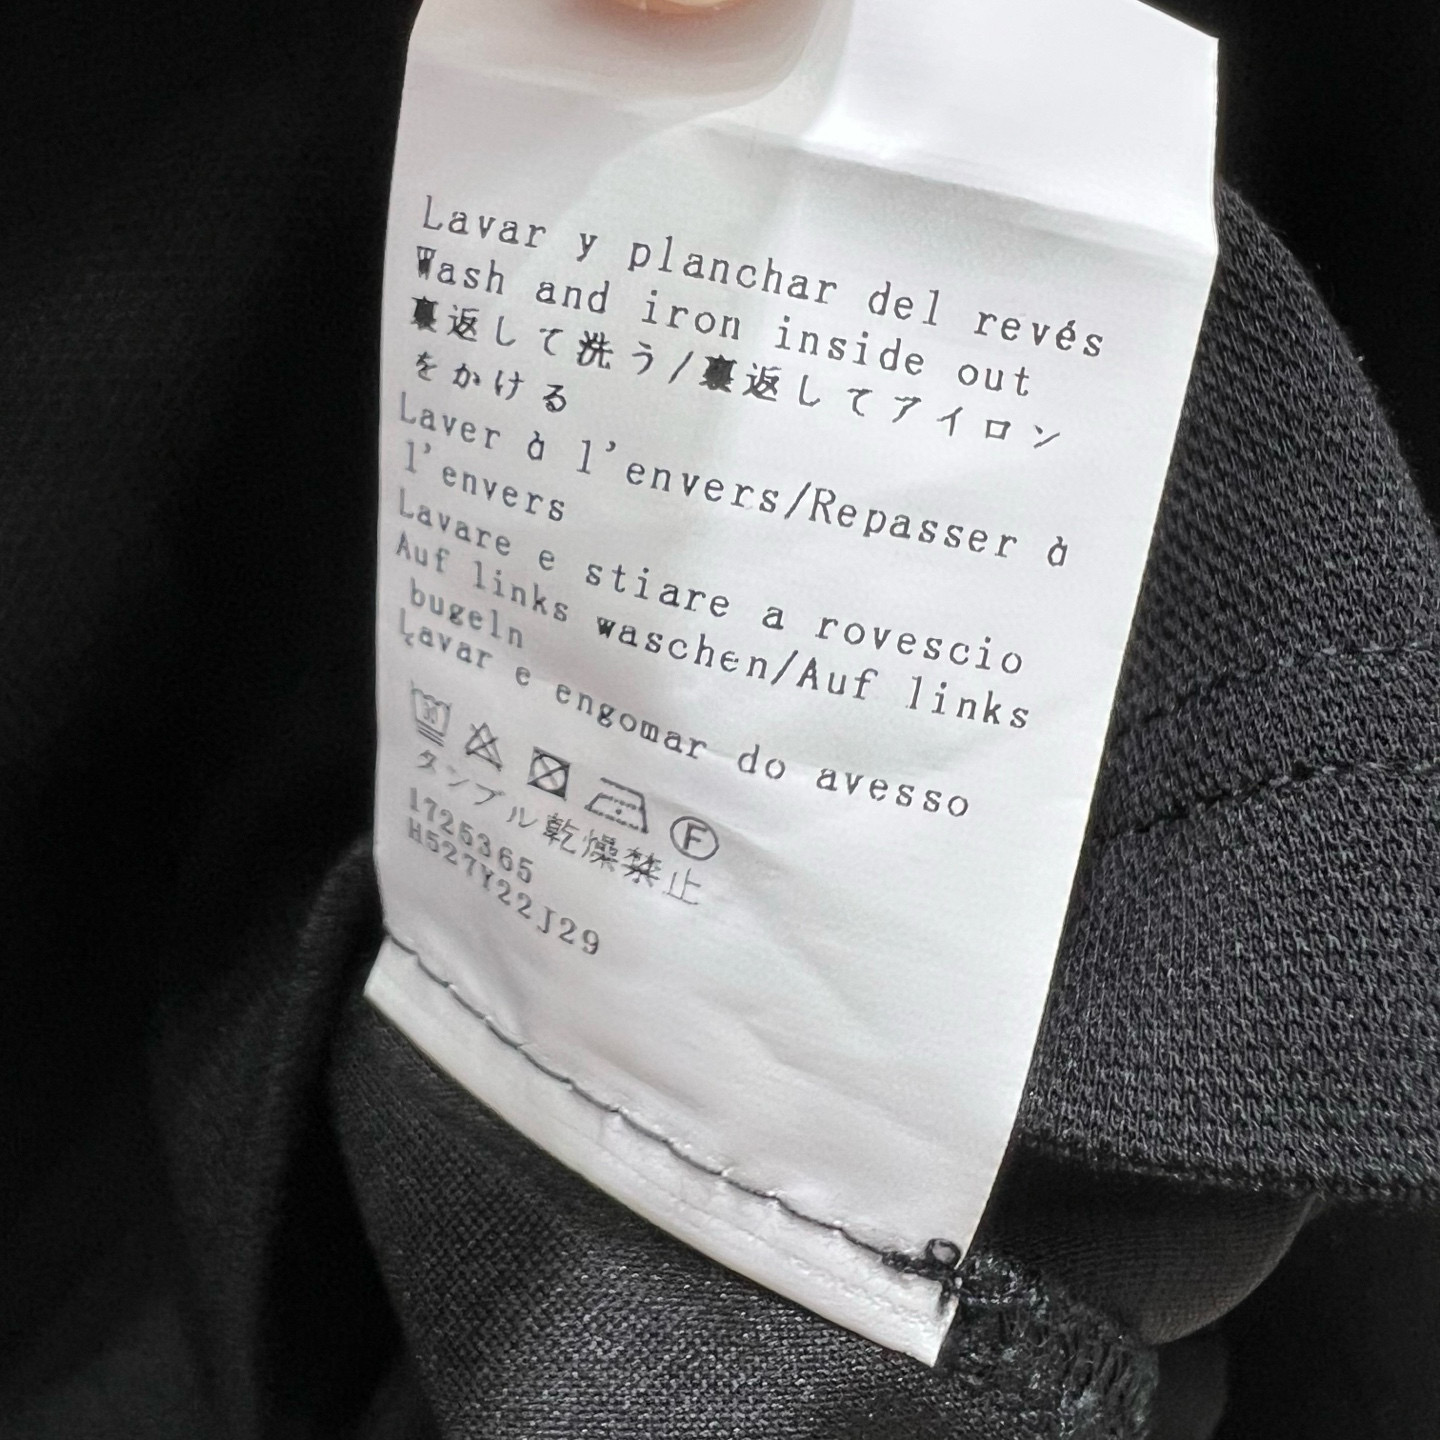 Lavar y planchar del revés
Wash and iron inside out
裏返して洗う/裏返してアイロン
をかける
Laver à l'envers/Repasser à
l'envers
Lavare e stiare a rovescio
Auf links waschen/Auf links
bugeln
Lavar e engomar do avesso
30 F
タンブル乾燥禁止
1725365
H527Y22J29